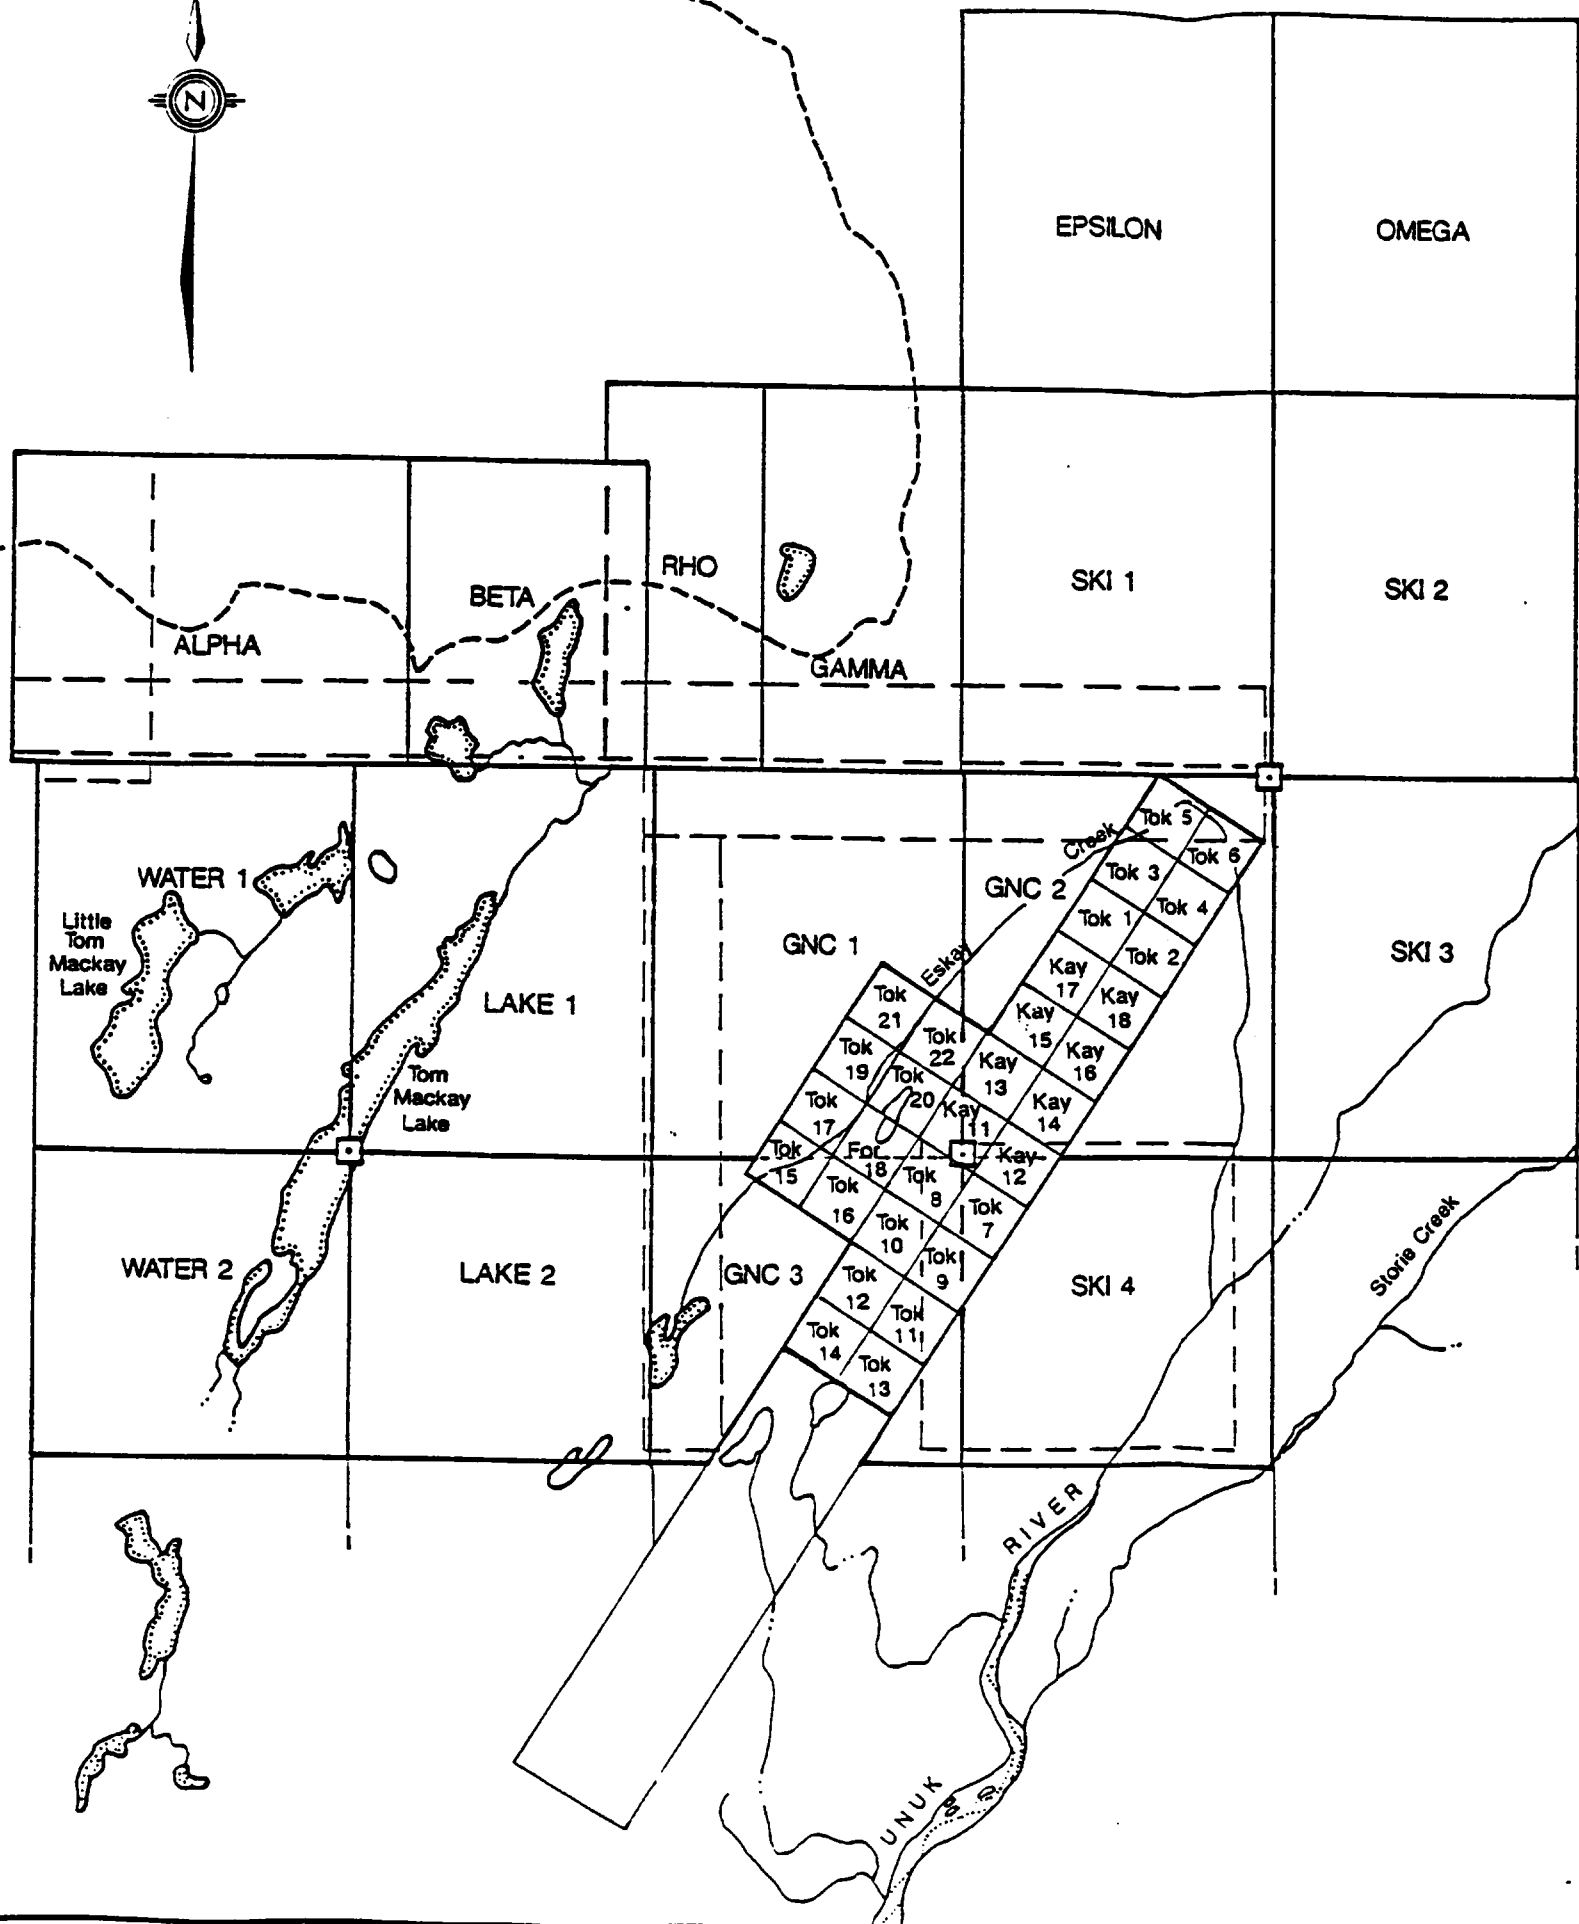 N
EPSILON
OMEGA
RHO
SKI 1
SKI 2
BETA
ALPHA
GAMMA
WATER 1
Little
Tom
Mackay
Lake
LAKE 1
Tom
Mackay
Lake
GNC 1
GNC 2
Eskay
Creek
SKI 3
Tok 5
Tok 6
Tok 3
Tok 4
Tok 1
Tok 2
Kay
17
Kay
18
Kay
15
Kay
16
Kay
13
Kay
14
Kay
11
Kay
12
Tok
21
Tok
22
Tok
19
Tok
20
Tok
17
For
18
Tok
15
Tok
16
Tok
8
Tok
7
Tok
10
Tok
9
Tok
12
Tok
11
Tok
14
Tok
13
WATER 2
LAKE 2
GNC 3
SKI 4
Storie Creek
UNUK
RIVER